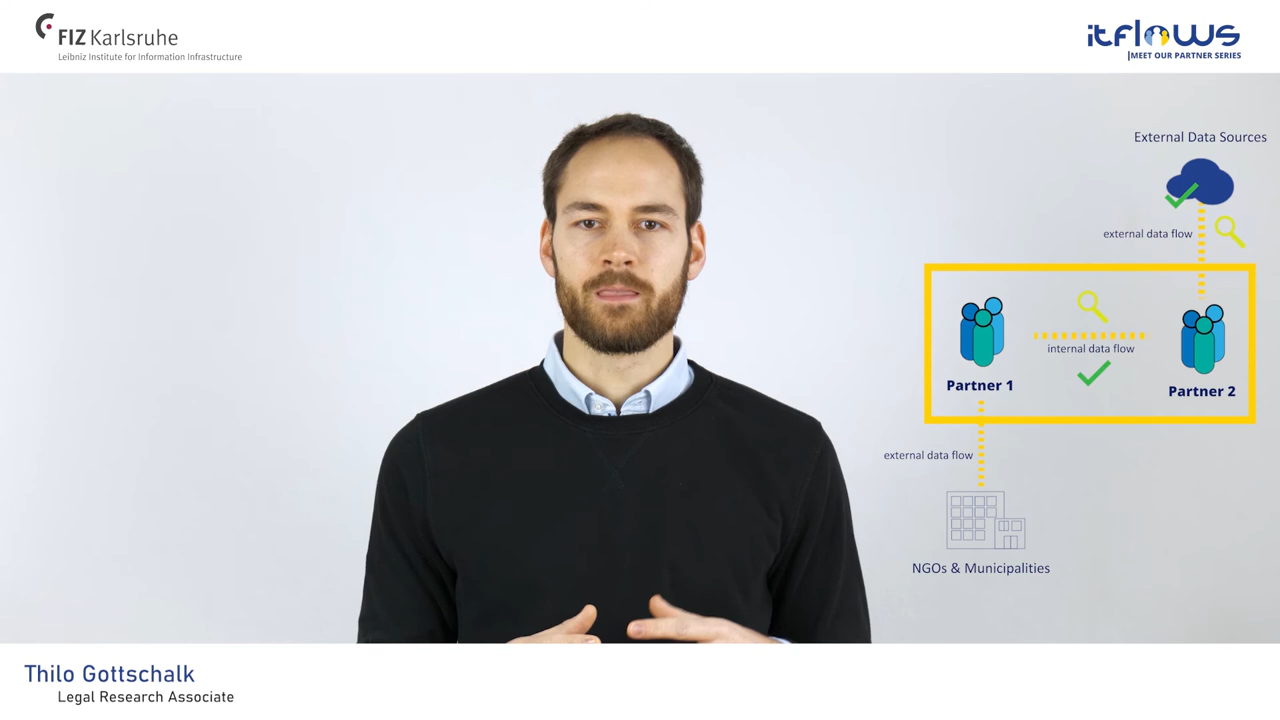 FIZ Karlsruhe
Leibniz Institute for Information Infrastructure
itflows
|MEET OUR PARTNER SERIES
External Data Sources
external data flow
internal data flow
Partner 1
Partner 2
external data flow
NGOs & Municipalities
Thilo Gottschalk
Legal Research Associate